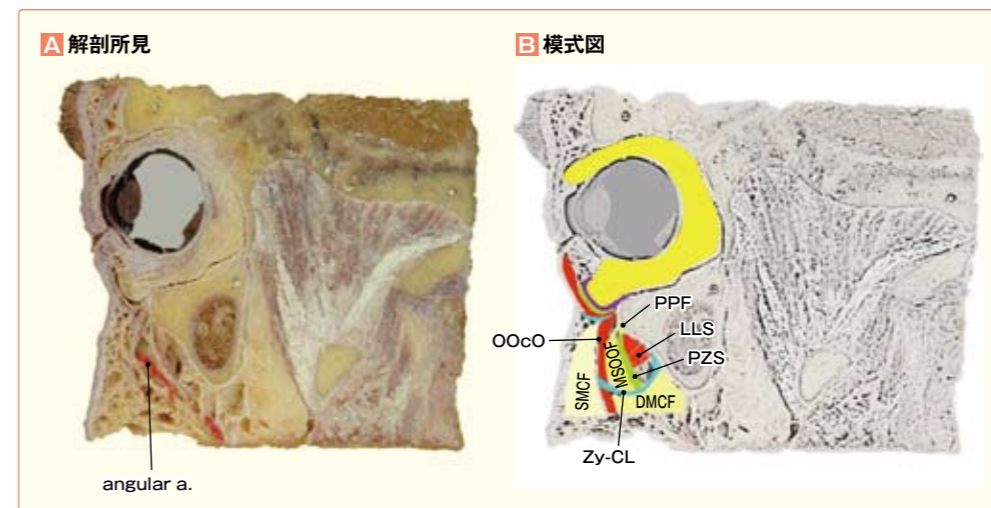 A 解剖所見
angular a.
B 模式図
PPF
LLS
OOcO
PZS
MSOOF
SMCF
DMCF
Zy-CL